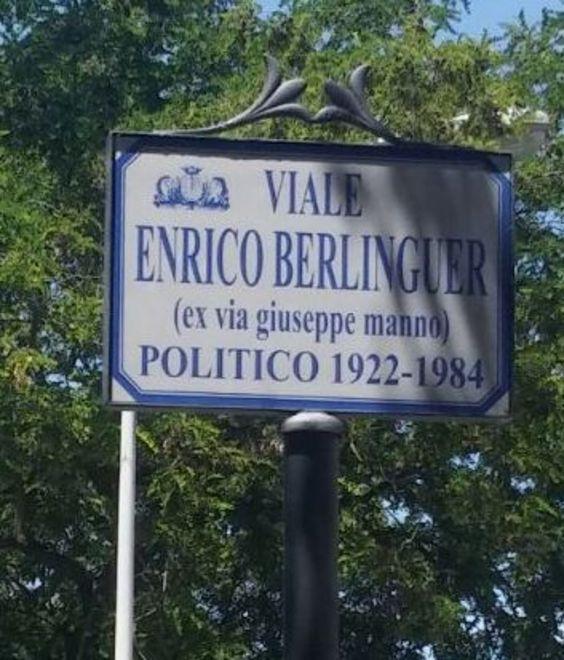 VIALE
ENRICO BERLINGUER
(ex via giuseppe manno)
POLITICO 1922-1984